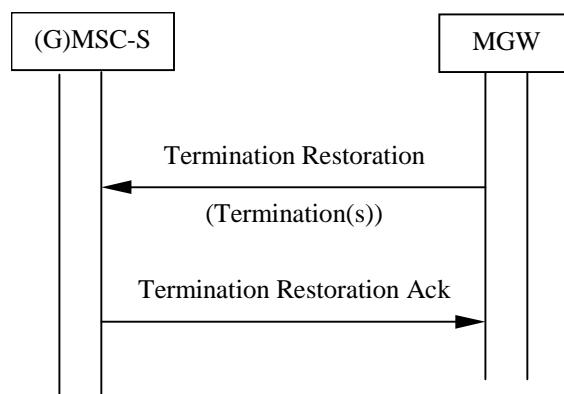 (G)MSC-S
MGW
Termination Restoration
(Termination(s))
Termination Restoration Ack